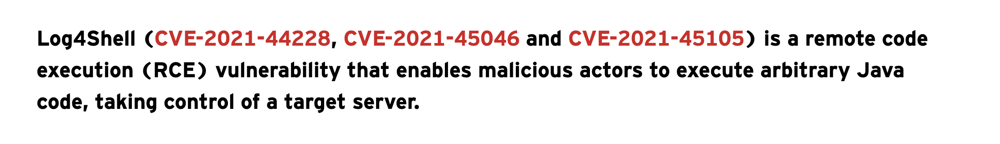 Log4Shell (CVE-2021-44228, CVE-2021-45046 and CVE-2021-45105) is a remote code
execution (RCE) vulnerability that enables malicious actors to execute arbitrary Java
code, taking control of a target server.